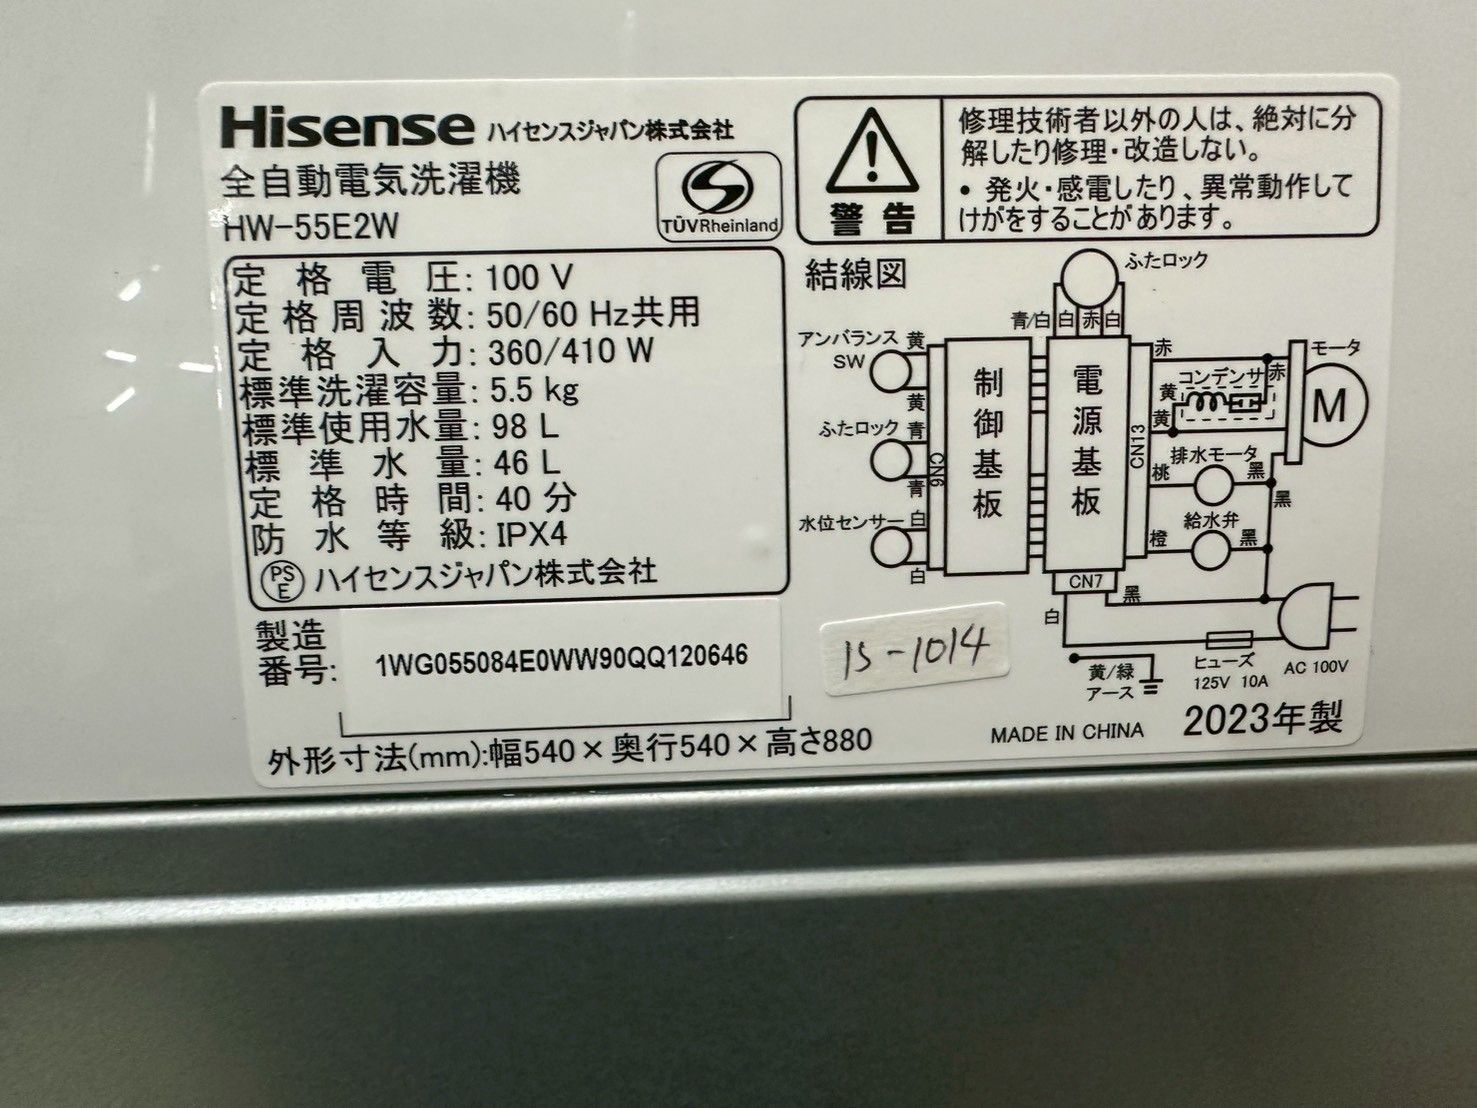 Hisense ハイセンスジャパン株式会社
全自動電気洗濯機
HW-55E2W
TÜVRheinland
定格電圧: 100 V
定格周波数: 50/60 Hz共用
定格入力: 360/410 W
標準洗濯容量: 5.5 kg
標準使用水量: 98 L
標準水量: 46 L
定格時間: 40 分
防水等級: IPX4
PSE ハイセンスジャパン株式会社
製造
番号: 1WG055084E0WW90QQ120646
外形寸法(mm):幅540×奥行540×高さ880
警告
修理技術者以外の人は、絶対に分
解したり修理・改造しない。
• 発火・感電したり、異常動作して
けがをすることがあります。
結線図
ふたロック
青/白 白 赤 白
アンバランス 黄
SW
黄
ふたロック 青
青
水位センサー 白
白
CN6
制御基板
電源基板
CN13
CN7
赤
コンデンサ 赤
黄
黄
モータ
M
桃 排水モータ 黒
黒
橙 給水弁 黒
黒
白
ヒューズ
125V 10A
AC 100V
黄/緑
アース
1S-1014
MADE IN CHINA
2023年製